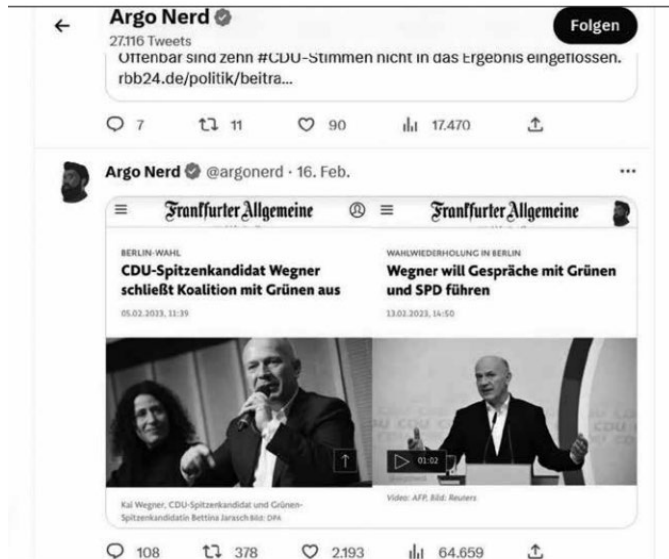 Argo Nerd
27.116 Tweets
Folgen
Offenbar sind zehn #CDU-Stimmen nicht in das Ergebnis eingeflossen.
rbb24.de/politik/beitra...
7 11 90 17.470
Argo Nerd @argonerd · 16. Feb.
Frankfurter Allgemeine
BERLIN-WAHL
CDU-Spitzenkandidat Wegner
schließt Koalition mit Grünen aus
05.02.2023, 11:39
Kai Wegner, CDU-Spitzenkandidat und Grünen-
Spitzenkandidatin Bettina Jarasch Bild: DPA
Frankfurter Allgemeine
WAHLWIEDERHOLUNG IN BERLIN
Wegner will Gespräche mit Grünen
und SPD führen
13.02.2023, 14:50
CDU
01:02
Video: AFP, Bild: Reuters
108 378 2.193 64.659